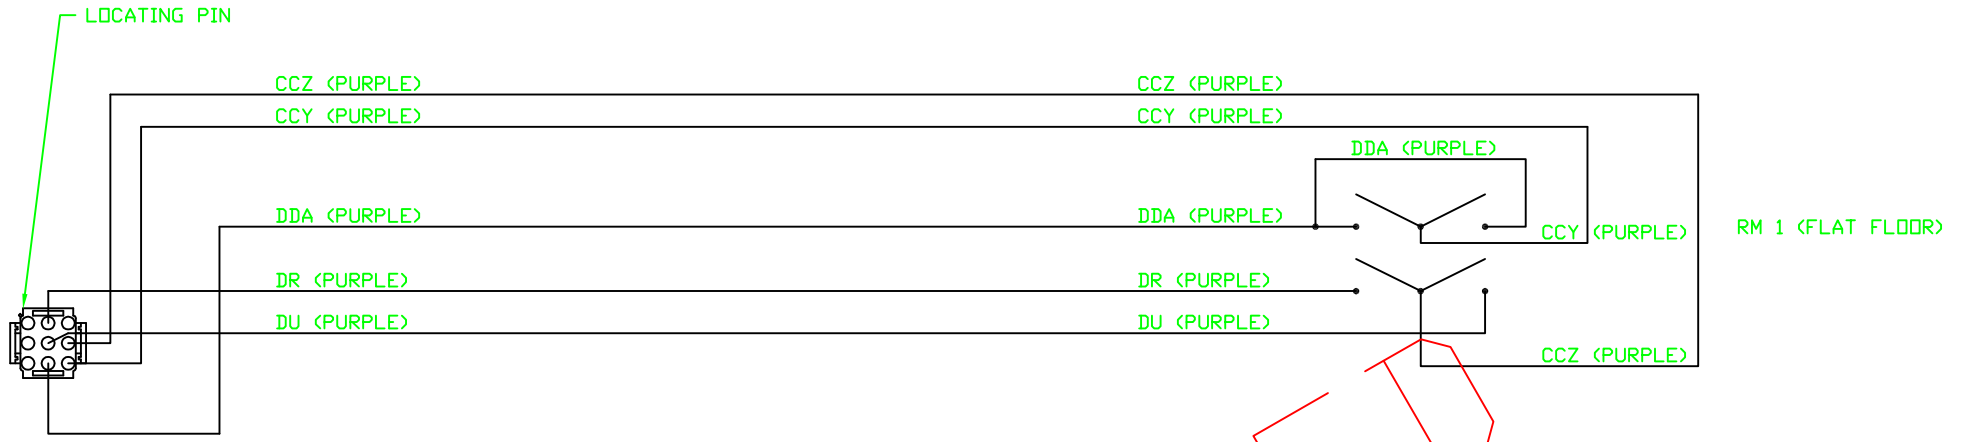 LOCATING PIN
CCZ (PURPLE) CCZ (PURPLE)
CCY (PURPLE) CCY (PURPLE)
DDA (PURPLE)
DDA (PURPLE) DDA (PURPLE)
CCY (PURPLE) RM 1 (FLAT FLOOR)
DR (PURPLE) DR (PURPLE)
DU (PURPLE) DU (PURPLE)
CCZ (PURPLE)